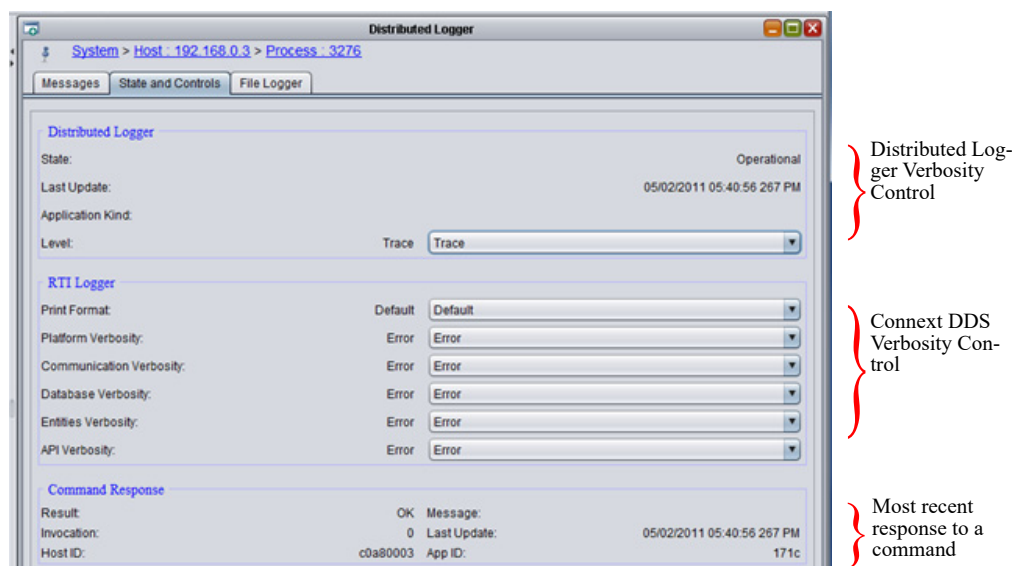 Distributed Logger
System > Host : 192.168.0.3 > Process : 3276
Messages State and Controls File Logger
Distributed Logger
State: Operational
Last Update: 05/02/2011 05:40:56 267 PM
Application Kind:
Level: Trace Trace
Distributed Log-
ger Verbosity
Control
RTI Logger
Print Format: Default Default
Platform Verbosity: Error Error
Communication Verbosity: Error Error
Database Verbosity: Error Error
Entities Verbosity: Error Error
API Verbosity: Error Error
Connext DDS
Verbosity Con-
trol
Command Response
Result: OK Message:
Invocation: 0 Last Update: 05/02/2011 05:40:56 267 PM
Host ID: c0a80003 App ID: 171c
Most recent
response to a
command